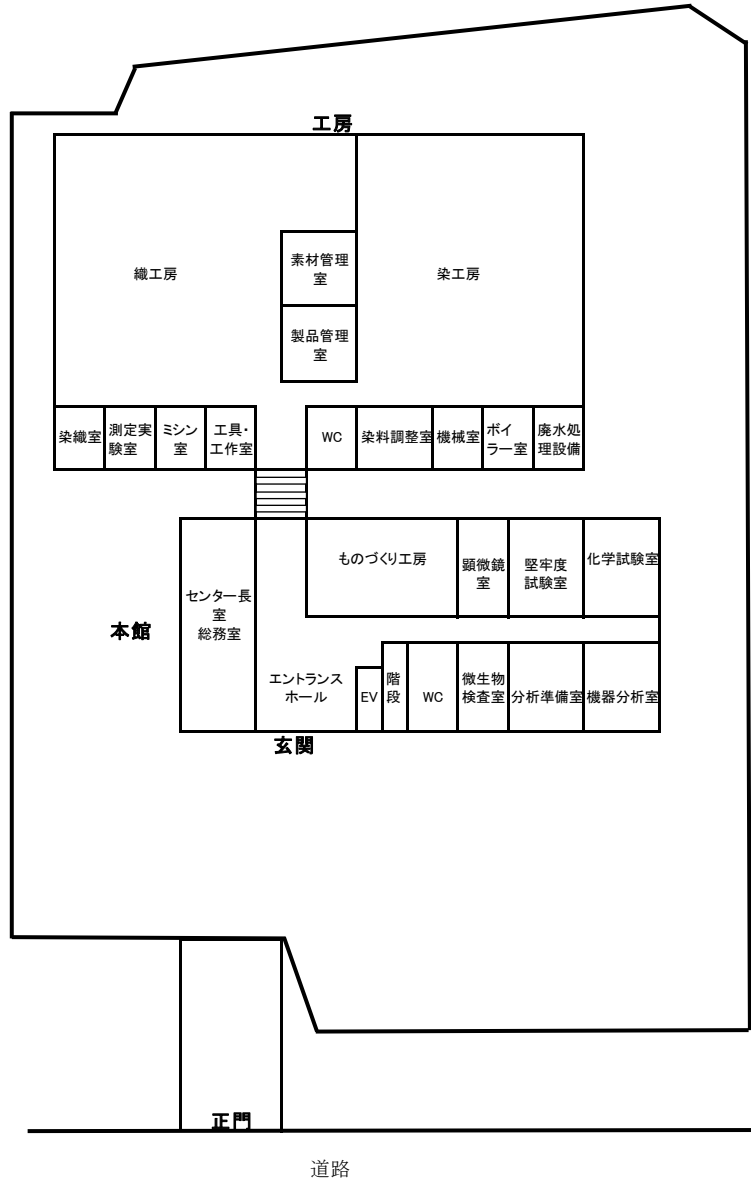 工房
素材管理
室
織工房
染工房
製品管理
室
染織室
測定実
験室
ミシン
室
工具・
工作室
WC
染料調整室
機械室
ボイ
ラー室
廃水処
理設備
ものづくり工房
顕微鏡
室
堅牢度
試験室
化学試験室
センター長
室
総務室
本館
エントランス
ホール
EV
階
段
WC
微生物
検査室
分析準備室
機器分析室
玄関
正門
道路